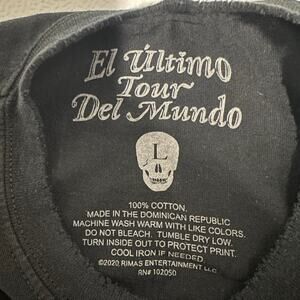 El Último
Tour
Del Mundo
L
100% COTTON.
MADE IN THE DOMINICAN REPUBLIC
MACHINE WASH WARM WITH LIKE COLORS.
DO NOT BLEACH. TUMBLE DRY LOW.
TURN INSIDE OUT TO PROTECT PRINT.
COOL IRON IF NEEDED.
©2020 RIMAS ENTERTAINMENT LLC
RN# 102050